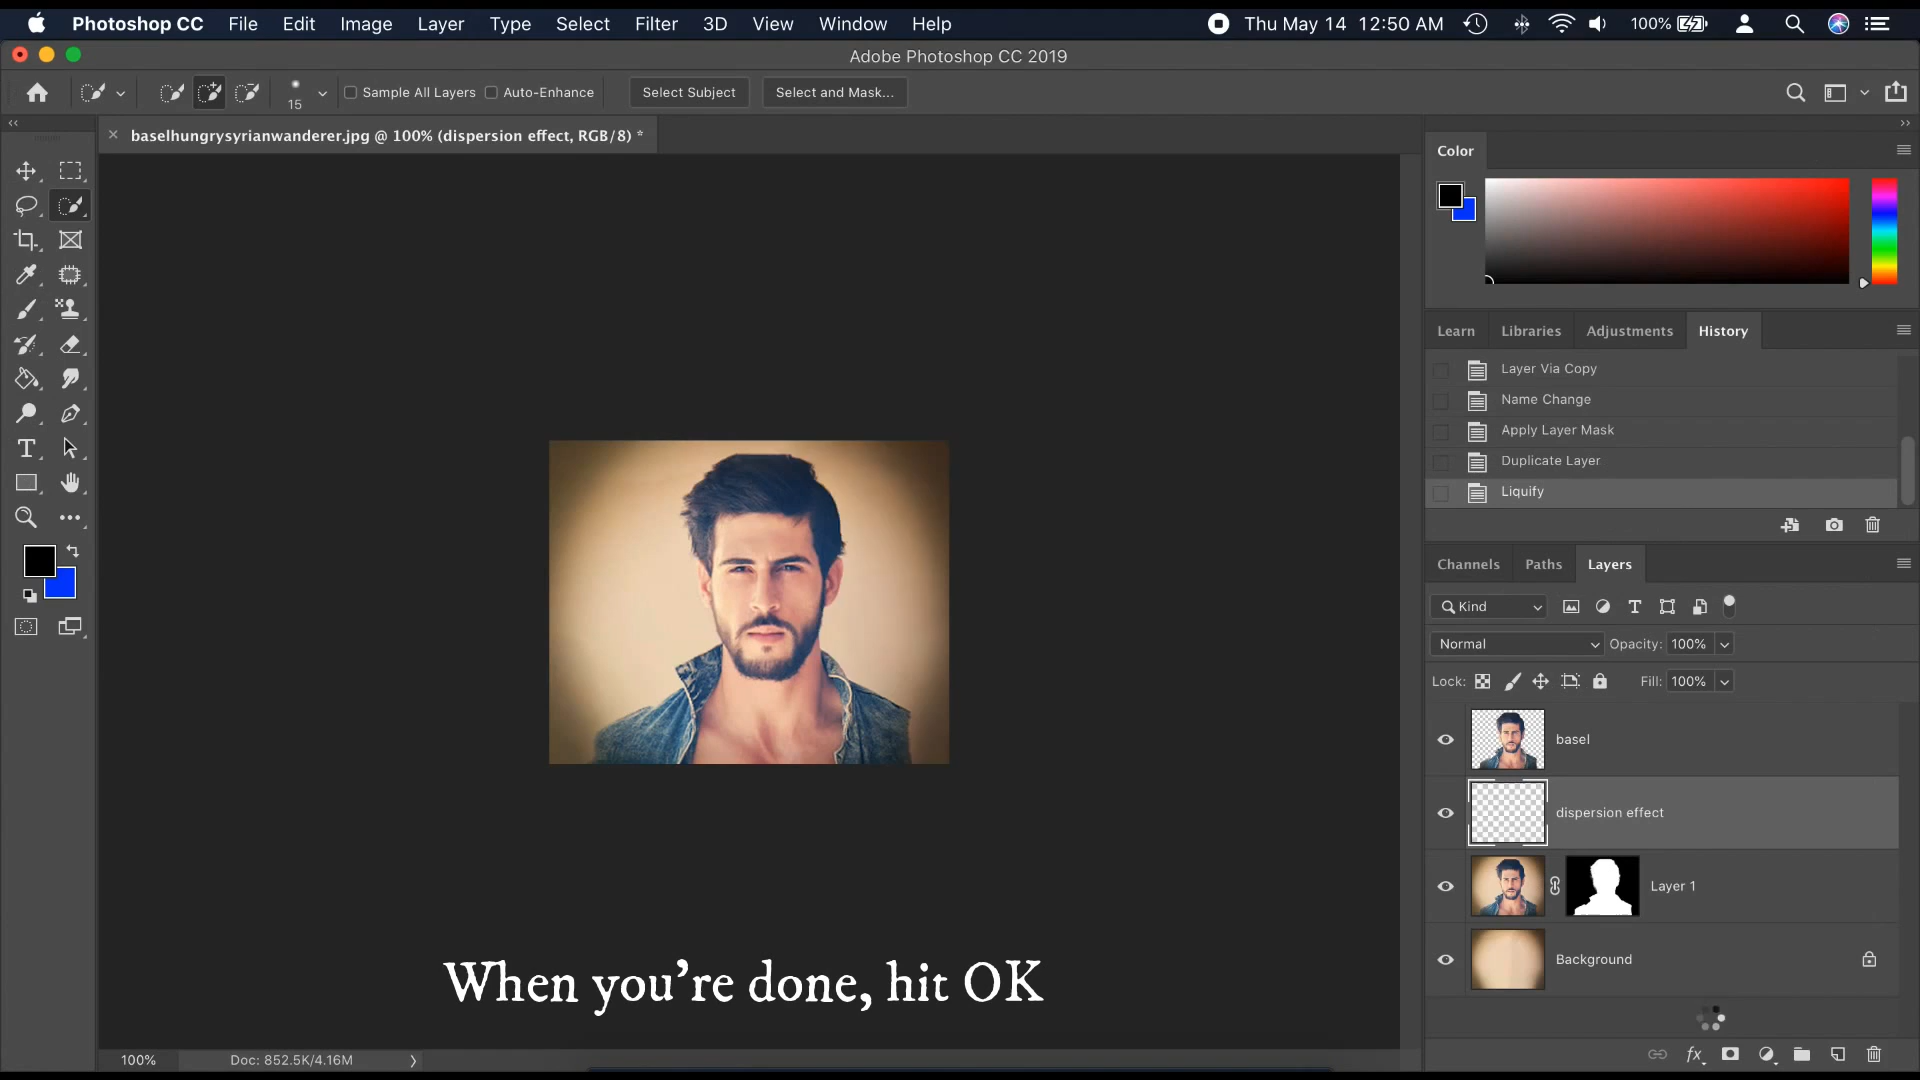 Photoshop CC File Edit Image Layer Type Select Filter 3D View Window Help Thu May 14 12:50 AM 100%
Adobe Photoshop CC 2019
15 Sample All Layers Auto-Enhance Select Subject Select and Mask...
baselhungrysyrianwanderer.jpg @ 100% (dispersion effect, RGB/8) *
Color
Learn Libraries Adjustments History
Layer Via Copy
Name Change
Apply Layer Mask
Duplicate Layer
Liquify
Channels Paths Layers
Kind
Normal Opacity: 100%
Lock: Fill: 100%
basel
dispersion effect
Layer 1
Background
When you're done, hit OK
100% Doc: 852.5K/4.16M
fx